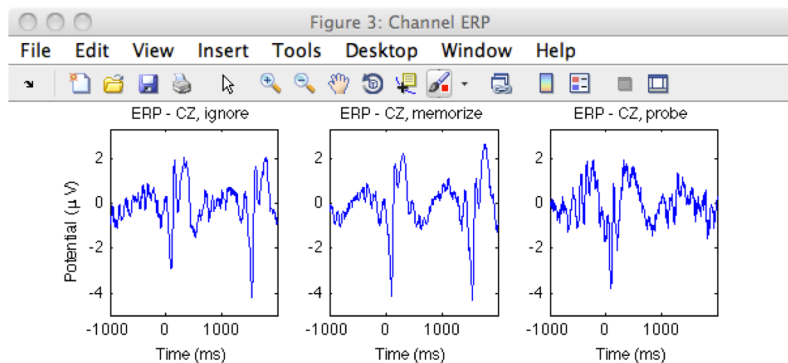 Figure 3: Channel ERP
File Edit View Insert Tools Desktop Window Help
ERP - CZ, ignore
ERP - CZ, memorize
ERP - CZ, probe
Potential (μ V)
2
0
-2
-4
2
0
-2
-4
2
0
-2
-4
-1000 0 1000
-1000 0 1000
-1000 0 1000
Time (ms)
Time (ms)
Time (ms)